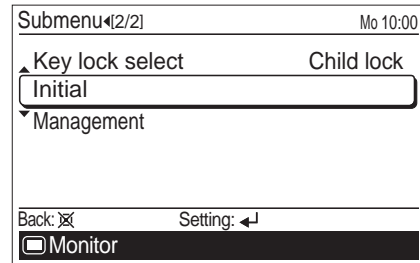 Submenu◂[2/2] Mo 10:00
Key lock select Child lock
Initial
Management
Back: Setting:
Monitor